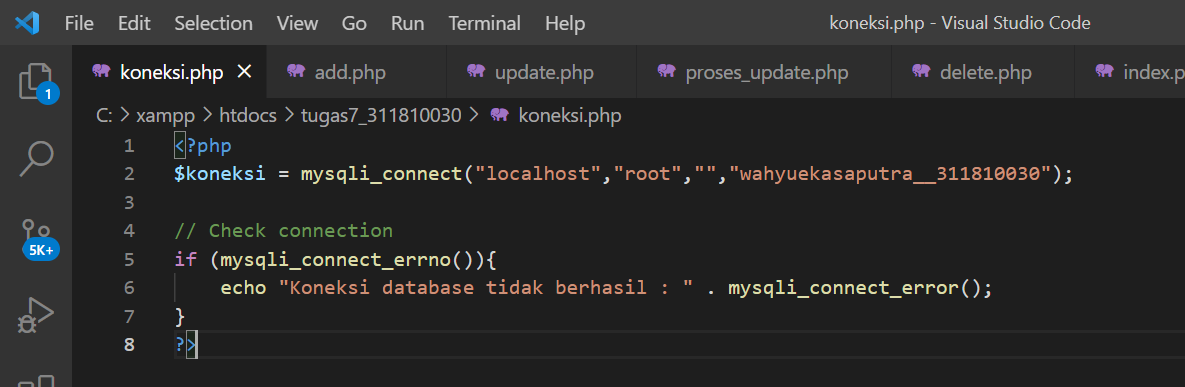 File Edit Selection View Go Run Terminal Help koneksi.php - Visual Studio Code
koneksi.php add.php update.php proses_update.php delete.php index.p
1
C: > xampp > htdocs > tugas7_311810030 > koneksi.php
1 <?php
2 $koneksi = mysqli_connect("localhost","root","","wahyuekasaputra__311810030");
3
4 // Check connection
5 if (mysqli_connect_errno()){
6 echo "Koneksi database tidak berhasil : " . mysqli_connect_error();
7 }
8 ?>
5K+